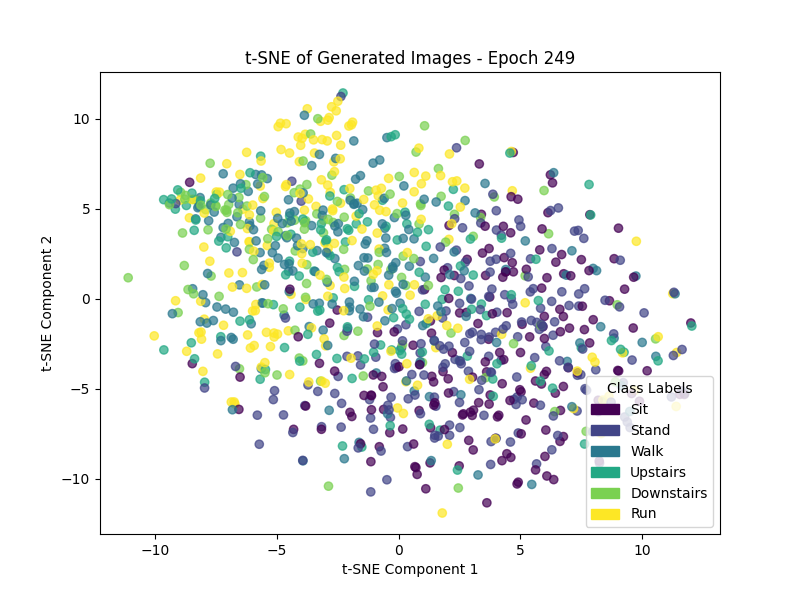 t-SNE of Generated Images - Epoch 249
t-SNE Component 2
10
5
0
−5
−10
Class Labels
Sit
Stand
Walk
Upstairs
Downstairs
Run
−10
−5
0
5
10
t-SNE Component 1